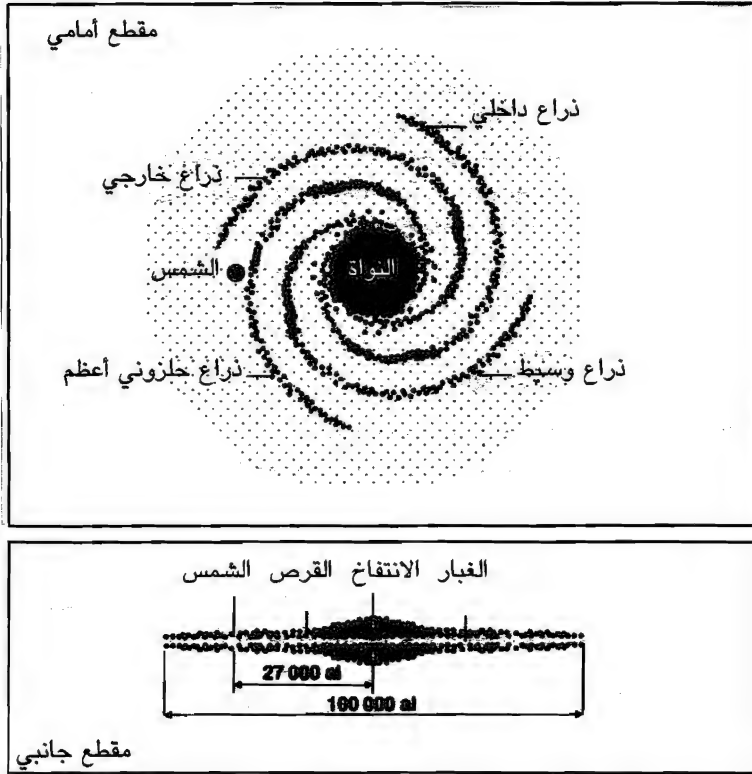 مقطع أمامي
ذراع داخلي
ذراع خارجي
النواة
الشمس
ذراع حلزوني أعظم
ذراع وسيط
الغبار الانتفاخ القرص الشمس
27 000 al
100 000 al
مقطع جانبي